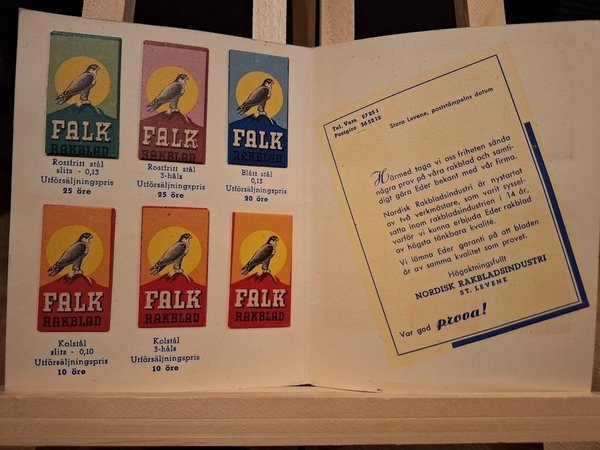 FALK
RAKBLAD
Rostfritt stål
slits - 0,13
Utförsäljningspris
25 öre
FALK
RAKBLAD
Rostfritt stål
3-håls
Utförsäljningspris
25 öre
FALK
RAKBLAD
Blått stål
0,13
Utförsäljningspris
20 öre
FALK
RAKBLAD
Kolstål
slits - 0,10
Utförsäljningspris
10 öre
FALK
RAKBLAD
Kolstål
3-håls
Utförsäljningspris
10 öre
FALK
RAKBLAD
Tel. Vara
Postgiro
Stora Levene, poststämpelns datum
Härmed taga vi oss friheten sända
några prov på våra rakblad och samti-
digt göra Eder bekant med vår firma.
Nordisk Rakbladsindustri är nystartat
av två verkmästare, som varit syssel-
satta inom rakbladsindustrien i 14 år,
varför vi kunna erbjuda Eder rakblad
av högsta tänkbara kvalité.
Vi lämna Eder garanti på att bladen
är av samma kvalitet som provet.
Högaktningsfullt
NORDISK RAKBLADSINDUSTRI
ST. LEVENE
Var god prova!